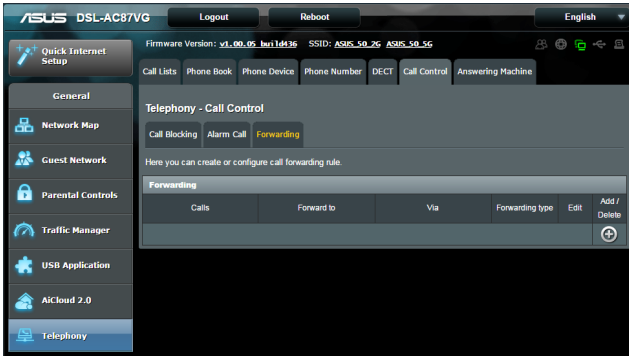 ASUS DSL-AC87VG Logout Reboot English
Quick Internet Setup
Firmware Version: v1.00.05_build436 SSID: ASUS_50_2G ASUS_50_5G
Call Lists Phone Book Phone Device Phone Number DECT Call Control Answering Machine
General
Network Map
Guest Network
Parental Controls
Traffic Manager
USB Application
AiCloud 2.0
Telephony
Telephony - Call Control
Call Blocking Alarm Call Forwarding
Here you can create or configure call forwarding rule.
Forwarding
Calls Forward to Via Forwarding type Edit Add / Delete